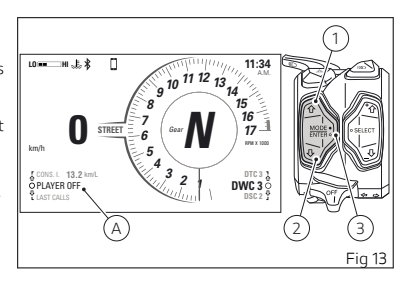 s
t
1
LO HI
11:34
A.M.
0
km/h
STREET
Gear
N
1
2
3
4
5
6
7
8
9
10
11
12
13
14
15
16
17
RPM X 1000
CONS. I. 13.2 km/L
PLAYER OFF
LAST CALLS
DTC 3
DWC 3
DSC 2
A
MODE
ENTER
SELECT
OFF
2
3
Fig 13